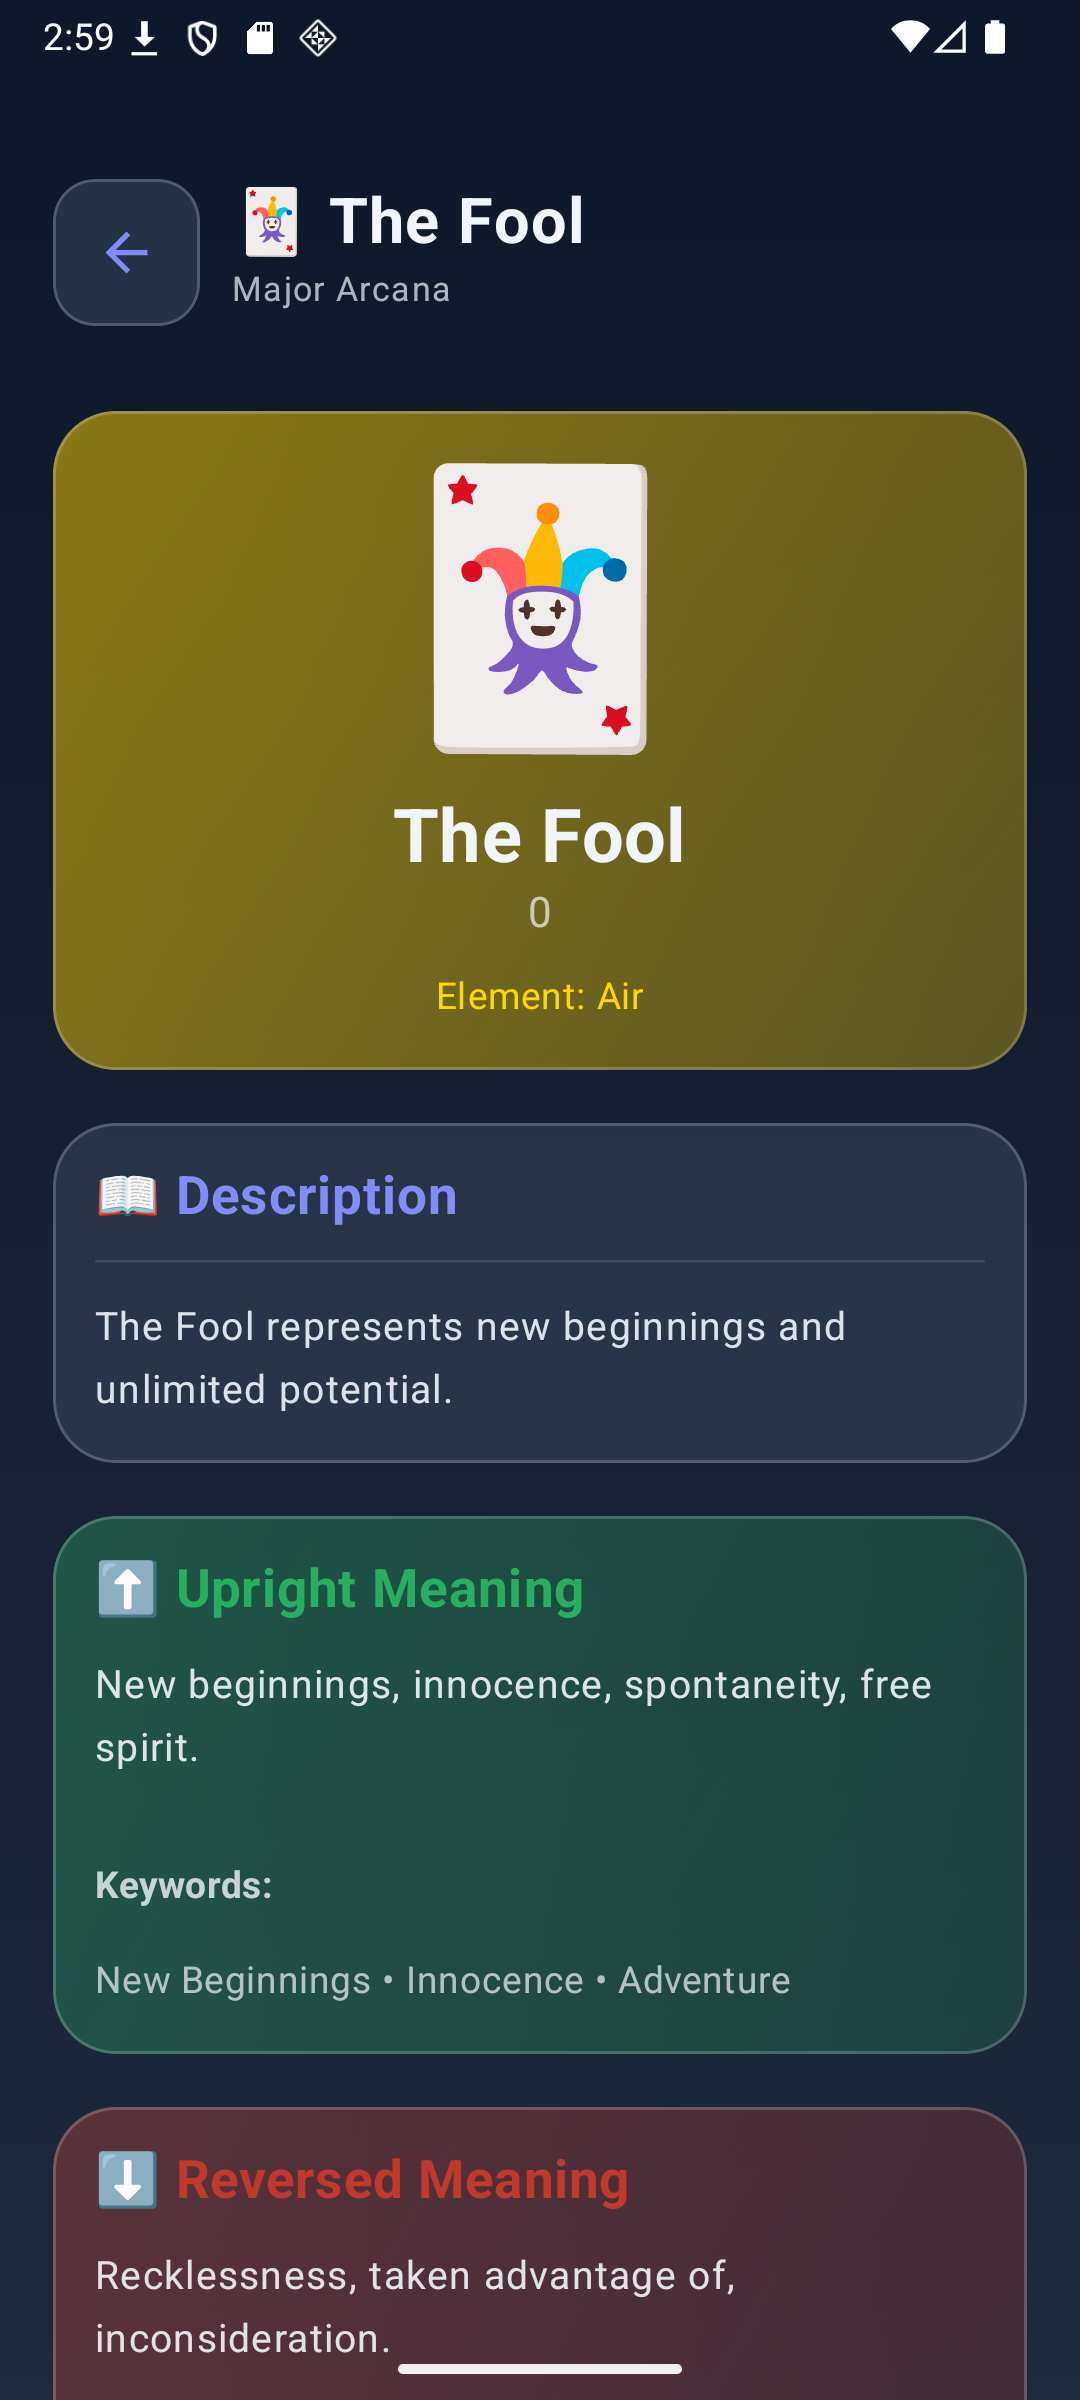 2:59
The Fool
Major Arcana
The Fool
0
Element: Air
Description
The Fool represents new beginnings and
unlimited potential.
Upright Meaning
New beginnings, innocence, spontaneity, free
spirit.
Keywords:
New Beginnings • Innocence • Adventure
Reversed Meaning
Recklessness, taken advantage of,
inconsideration.